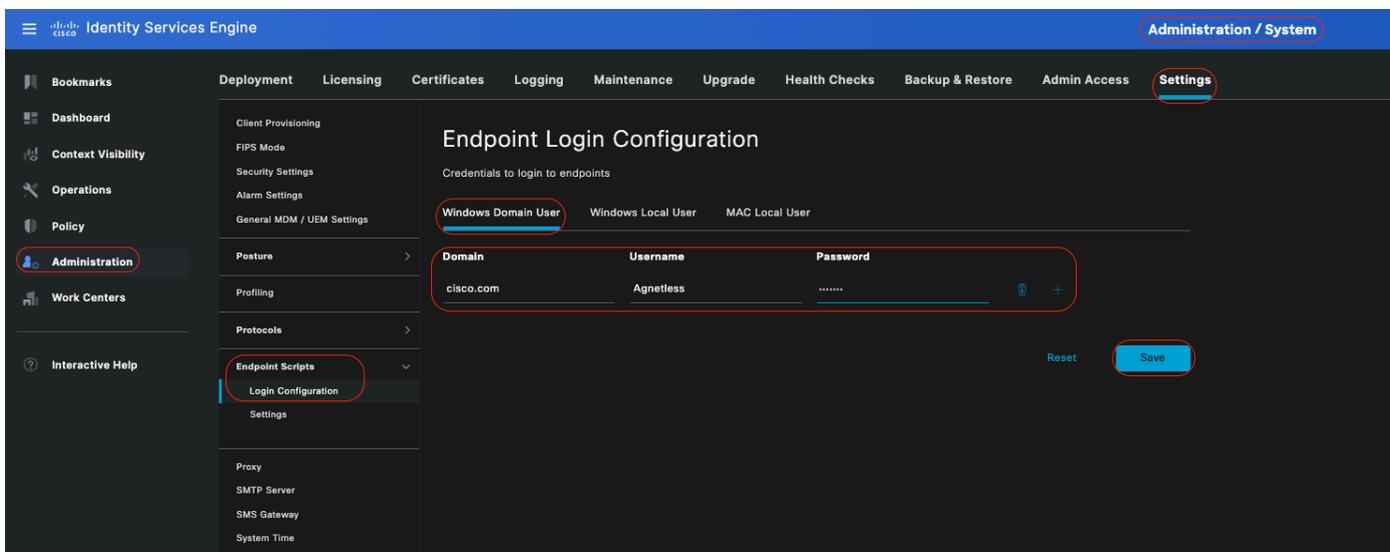 cisco Identity Services Engine
Administration / System
Bookmarks
Dashboard
Context Visibility
Operations
Policy
Administration
Work Centers
Interactive Help
Deployment Licensing Certificates Logging Maintenance Upgrade Health Checks Backup & Restore Admin Access Settings
Client Provisioning
FIPS Mode
Security Settings
Alarm Settings
General MDM / UEM Settings
Posture
Profiling
Protocols
Endpoint Scripts
Login Configuration
Settings
Proxy
SMTP Server
SMS Gateway
System Time
Endpoint Login Configuration
Credentials to login to endpoints
Windows Domain User Windows Local User MAC Local User
Domain Username Password
cisco.com Agnetless .......
Reset Save